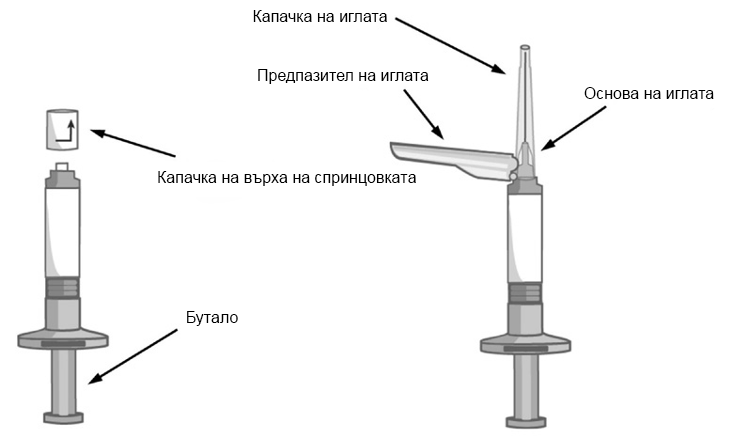 Капачка на иглата
Предпазител на иглата
Основа на иглата
Капачка на върха на спринцовката
Бутало